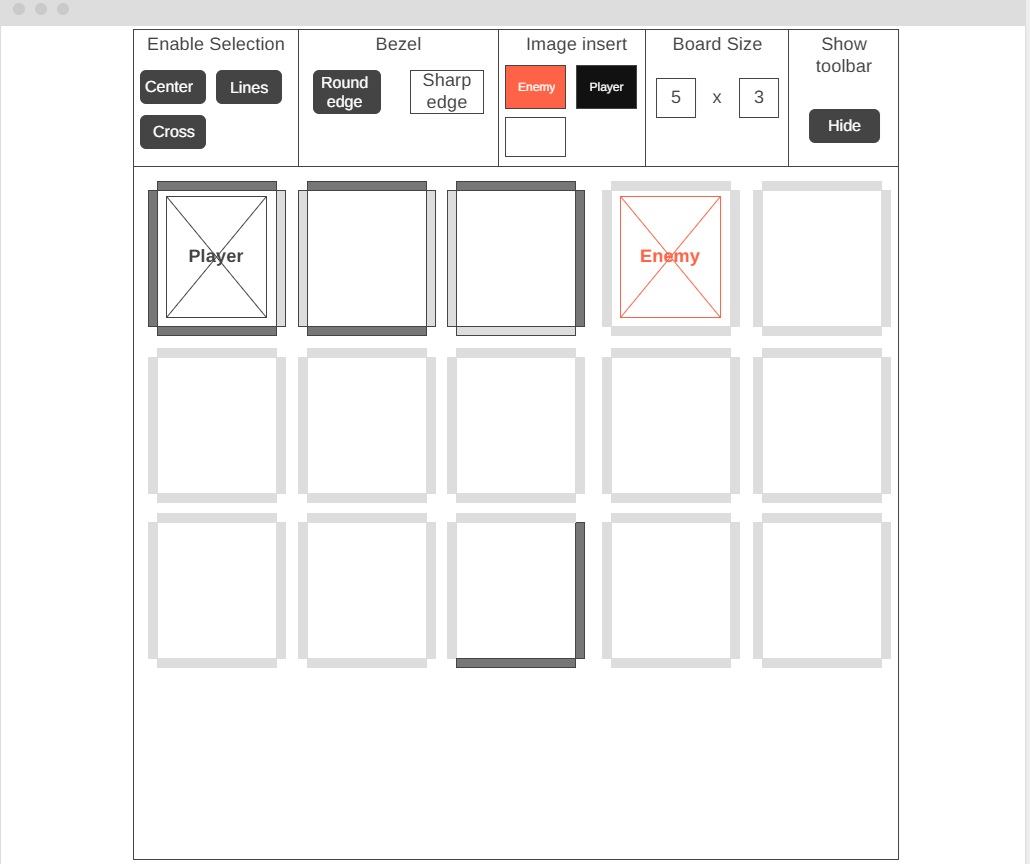 Enable Selection
Center
Lines
Cross
Bezel
Round
edge
Sharp
edge
Image insert
Enemy
Player
Board Size
5 x 3
Show
toolbar
Hide
Player
Enemy